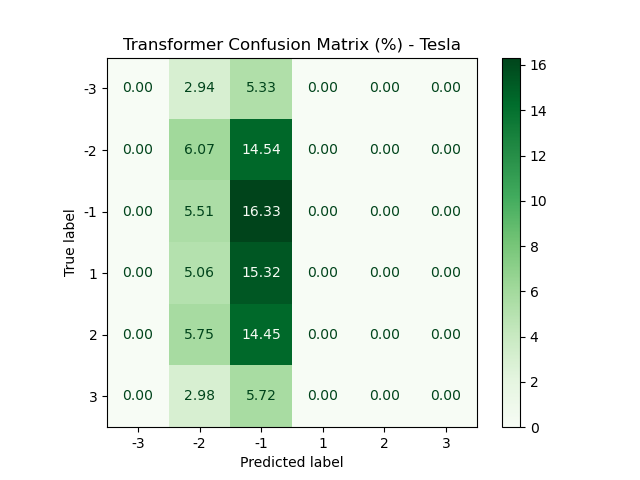 Transformer Confusion Matrix (%) - Tesla
-3 0.00 2.94 5.33 0.00 0.00 0.00
-2 0.00 6.07 14.54 0.00 0.00 0.00
-1 0.00 5.51 16.33 0.00 0.00 0.00
1 0.00 5.06 15.32 0.00 0.00 0.00
2 0.00 5.75 14.45 0.00 0.00 0.00
3 0.00 2.98 5.72 0.00 0.00 0.00
-3 -2 -1 1 2 3
Predicted label
True label
16
14
12
10
8
6
4
2
0